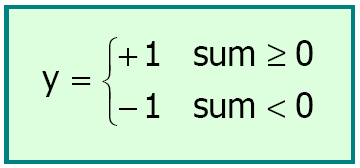 y = { +1 sum ≥ 0
−1 sum < 0